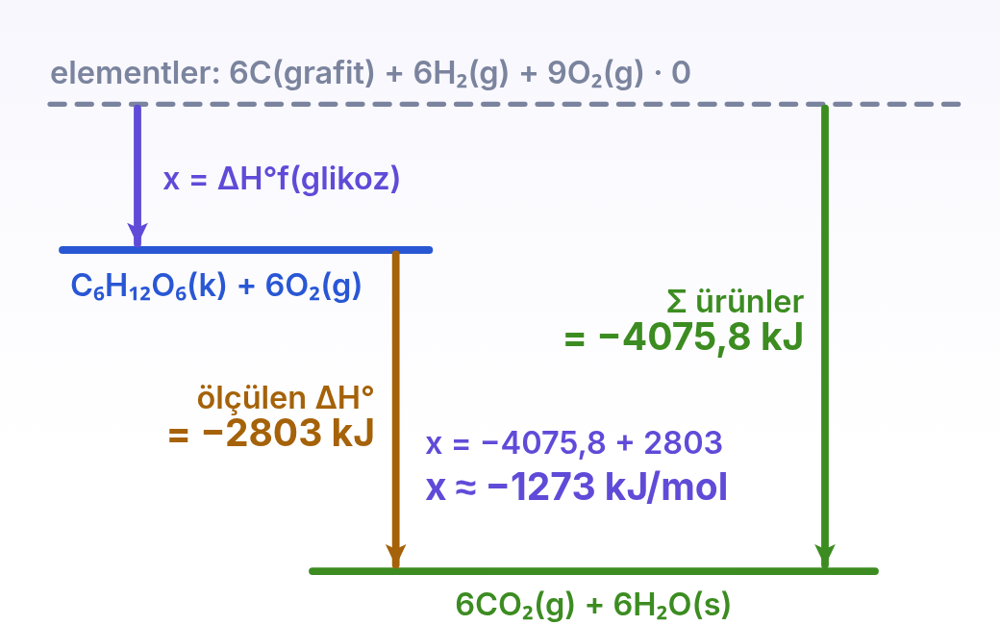 elementler: 6C(grafit) + 6H₂(g) + 9O₂(g) · 0
x = ΔH°f(glikoz)
C₆H₁₂O₆(k) + 6O₂(g)
Σ ürünler
= −4075,8 kJ
ölçülen ΔH°
= −2803 kJ
x = −4075,8 + 2803
x ≈ −1273 kJ/mol
6CO₂(g) + 6H₂O(s)